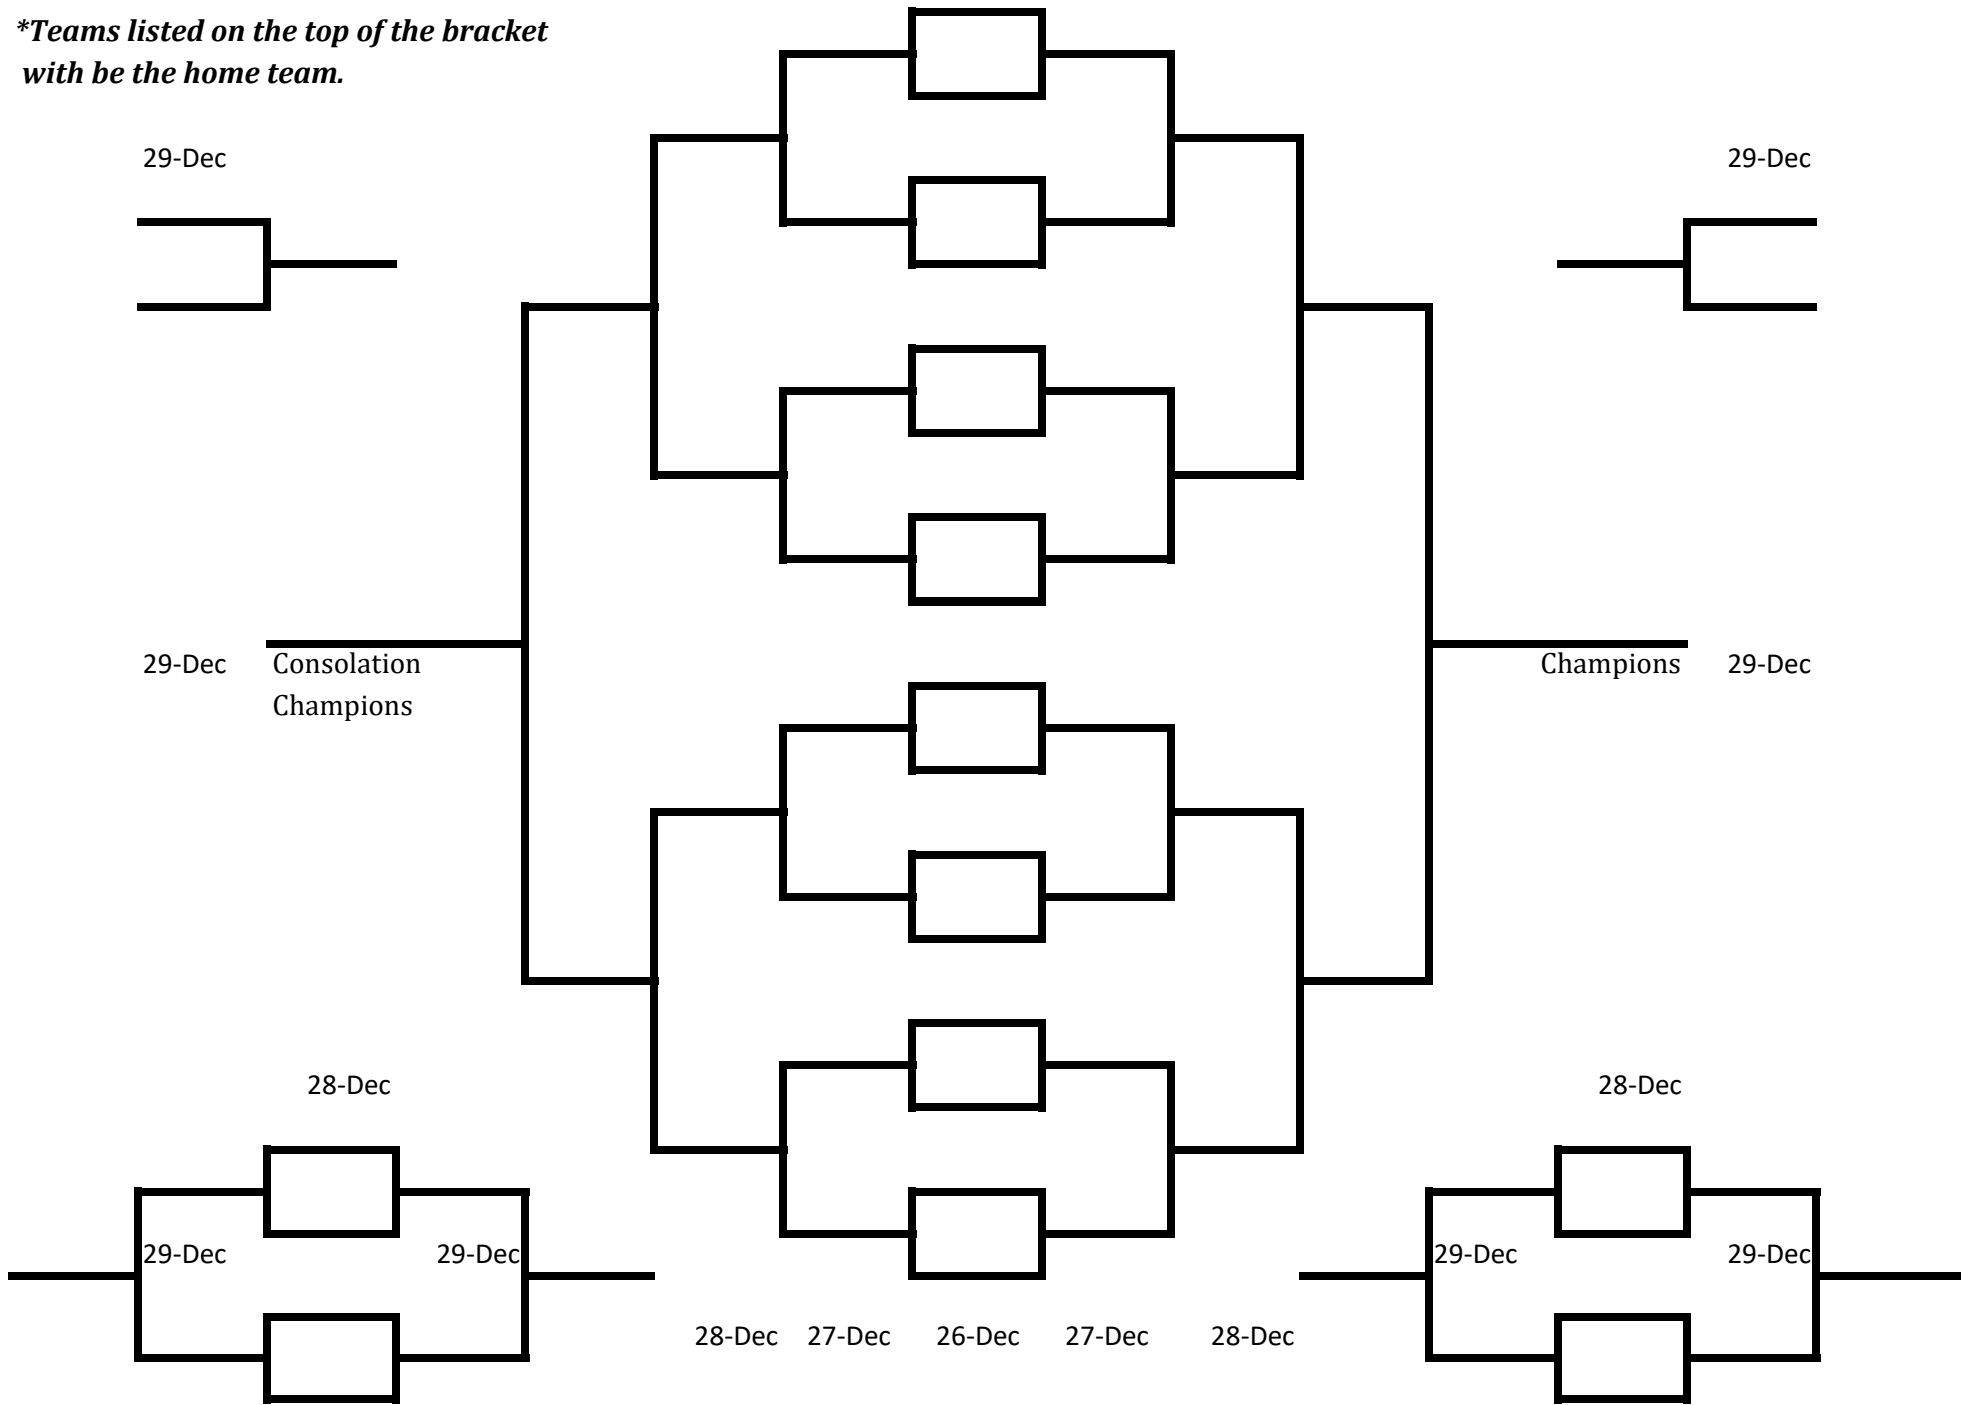 *Teams listed on the top of the bracket
with be the home team.
29-Dec 29-Dec
29-Dec Consolation Champions 29-Dec
Champions
28-Dec 28-Dec
29-Dec 29-Dec 29-Dec 29-Dec
28-Dec 27-Dec 26-Dec 27-Dec 28-Dec